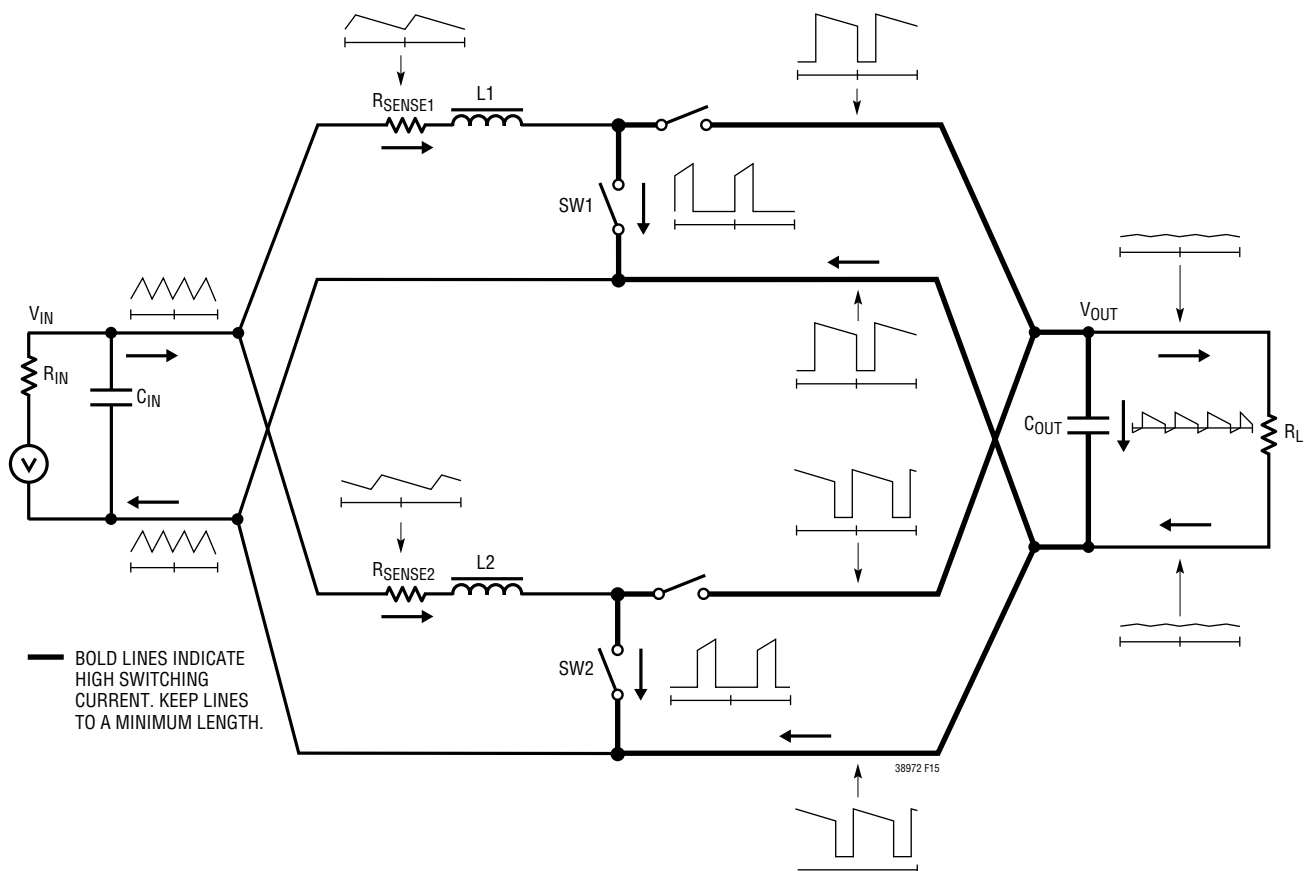 RSENSE1
L1
SW1
VIN
RIN
CIN
V
VOUT
COUT
RL
RSENSE2
L2
SW2
BOLD LINES INDICATE
HIGH SWITCHING
CURRENT. KEEP LINES
TO A MINIMUM LENGTH.
38972 F15